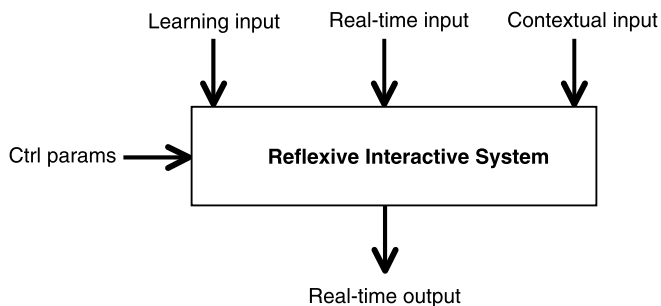 Learning input
Real-time input
Contextual input
Ctrl params
Reflexive Interactive System
Real-time output